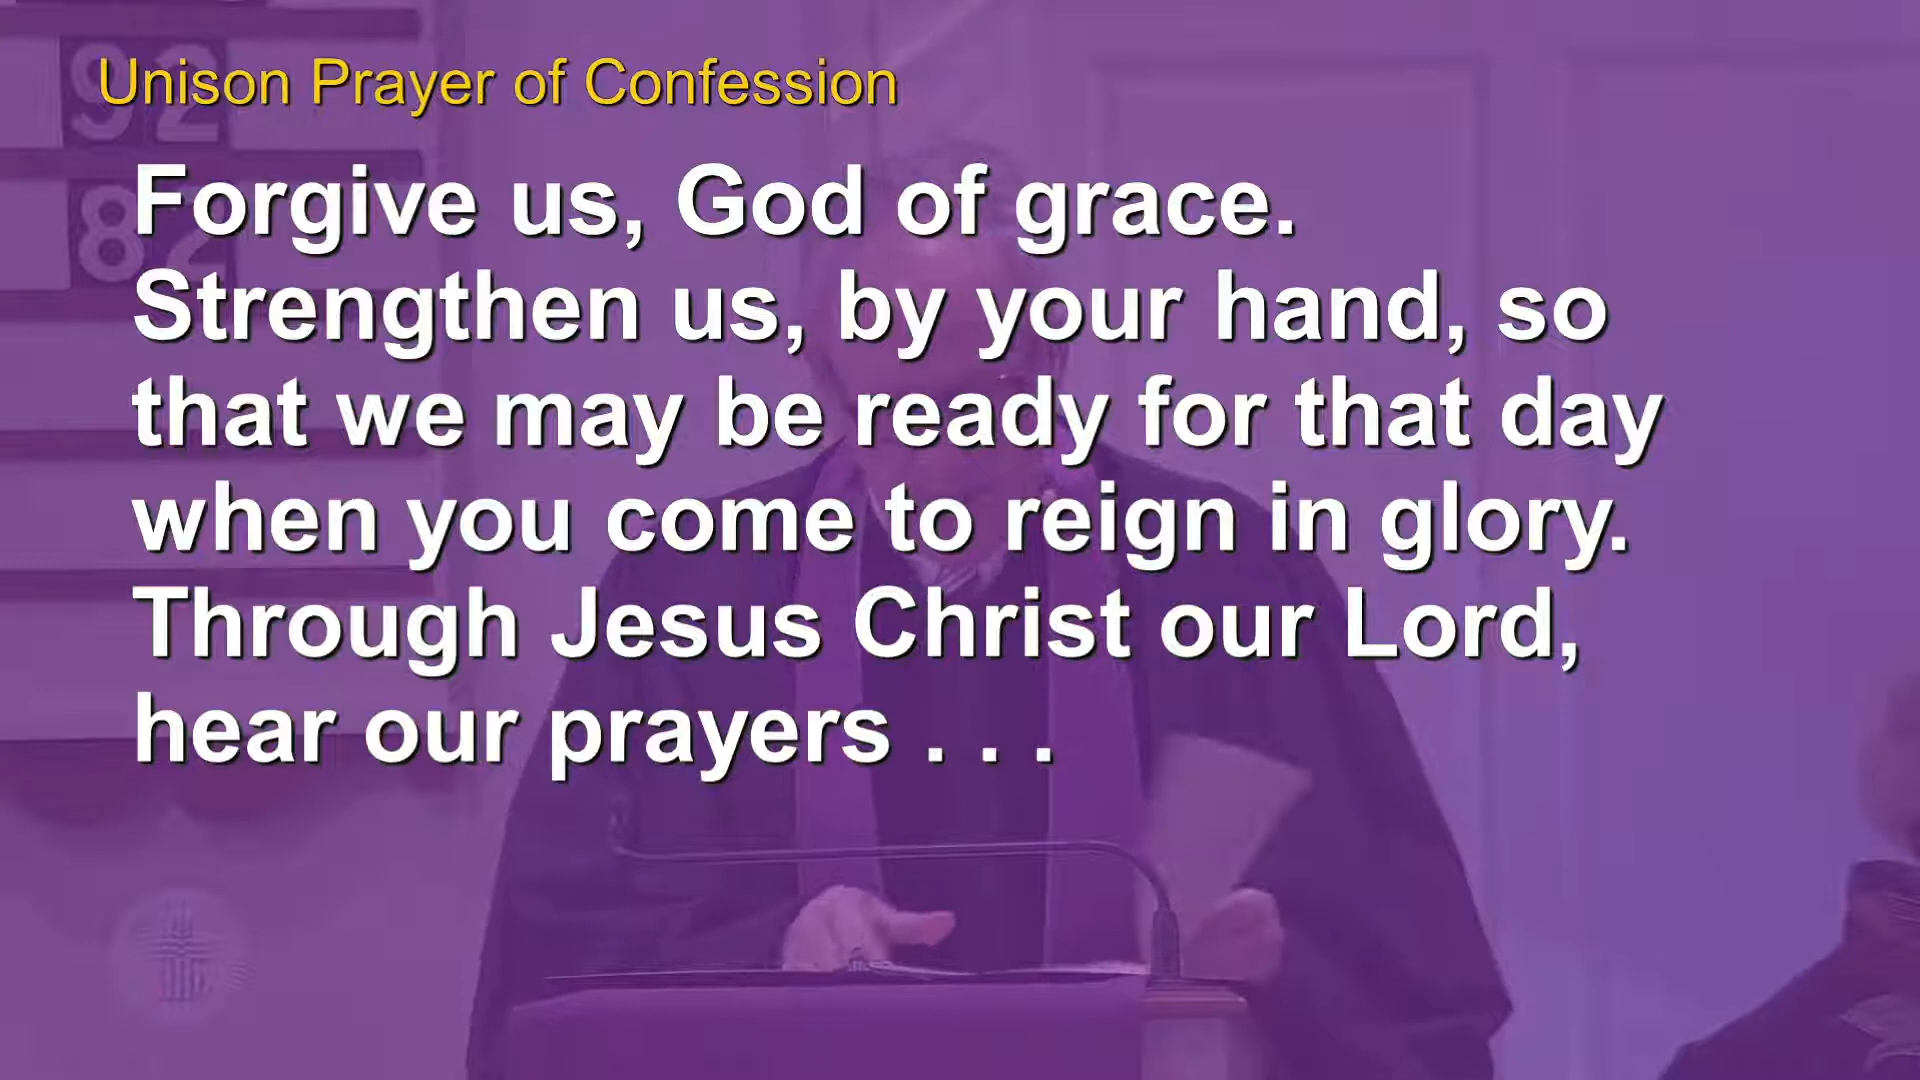 Unison Prayer of Confession
92
82
Forgive us, God of grace.
Strengthen us, by your hand, so
that we may be ready for that day
when you come to reign in glory.
Through Jesus Christ our Lord,
hear our prayers . . .